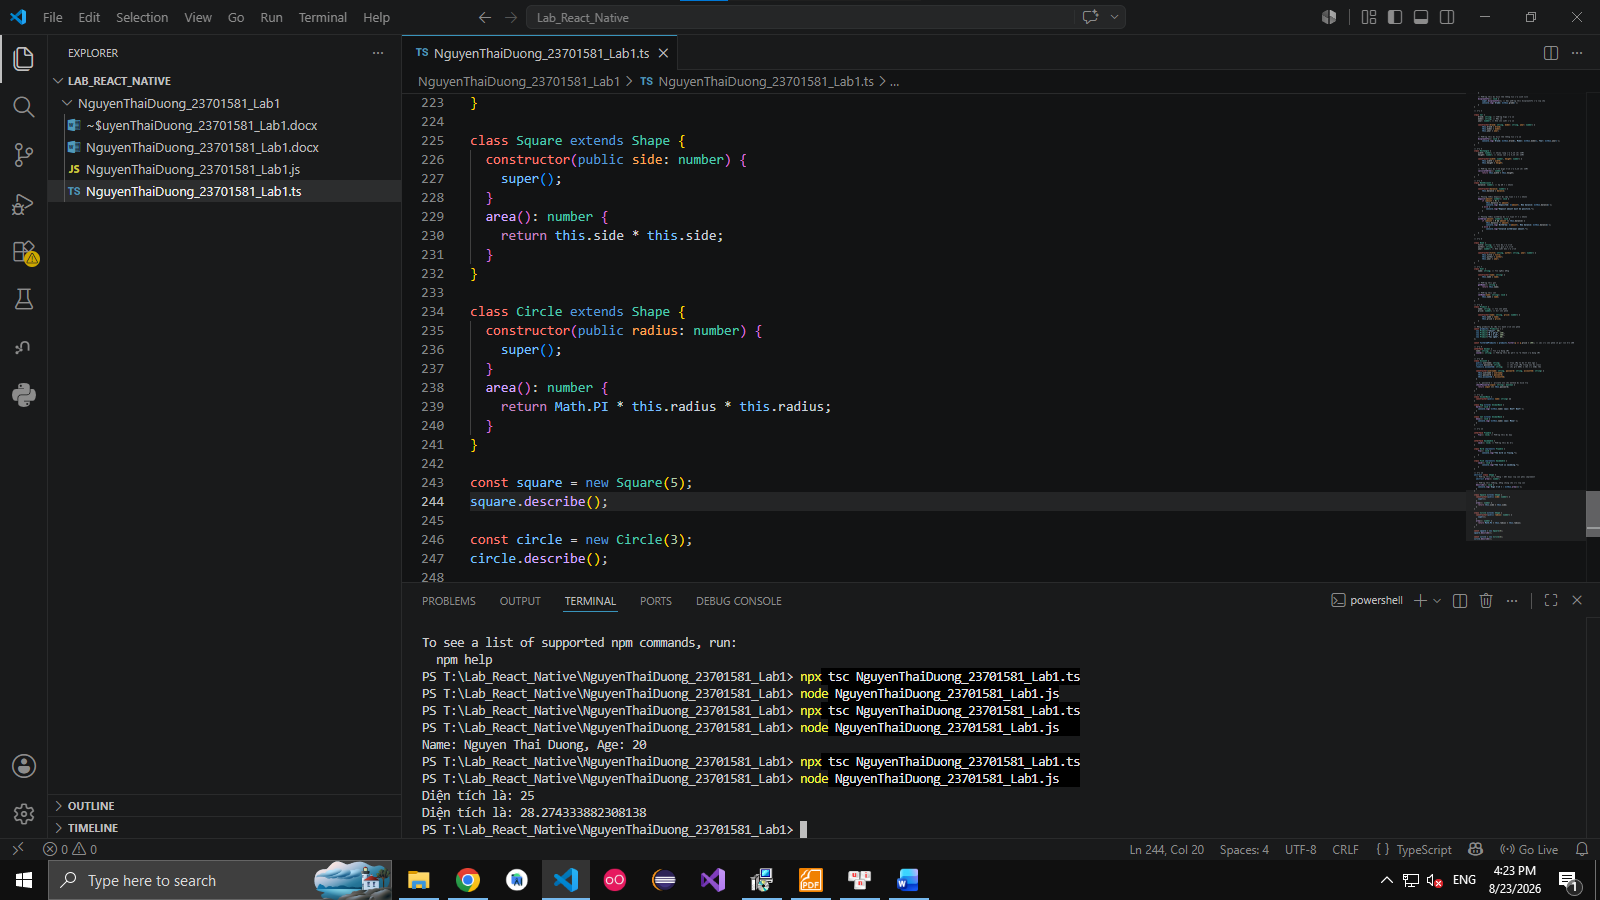 File Edit Selection View Go Run Terminal Help
Lab_React_Native
EXPLORER
LAB_REACT_NATIVE
NguyenThaiDuong_23701581_Lab1
~$uyenThaiDuong_23701581_Lab1.docx
NguyenThaiDuong_23701581_Lab1.docx
JS NguyenThaiDuong_23701581_Lab1.js
TS NguyenThaiDuong_23701581_Lab1.ts
OUTLINE
TIMELINE
TS NguyenThaiDuong_23701581_Lab1.ts
NguyenThaiDuong_23701581_Lab1 > TS NguyenThaiDuong_23701581_Lab1.ts > ...
223 }
224
225 class Square extends Shape {
226 constructor(public side: number) {
227 super();
228 }
229 area(): number {
230 return this.side * this.side;
231 }
232 }
233
234 class Circle extends Shape {
235 constructor(public radius: number) {
236 super();
237 }
238 area(): number {
239 return Math.PI * this.radius * this.radius;
240 }
241 }
242
243 const square = new Square(5);
244 square.describe();
245
246 const circle = new Circle(3);
247 circle.describe();
248
PROBLEMS OUTPUT TERMINAL PORTS DEBUG CONSOLE
powershell
To see a list of supported npm commands, run:
npm help
PS T:\Lab_React_Native\NguyenThaiDuong_23701581_Lab1> npx tsc NguyenThaiDuong_23701581_Lab1.ts
PS T:\Lab_React_Native\NguyenThaiDuong_23701581_Lab1> node NguyenThaiDuong_23701581_Lab1.js
PS T:\Lab_React_Native\NguyenThaiDuong_23701581_Lab1> npx tsc NguyenThaiDuong_23701581_Lab1.ts
PS T:\Lab_React_Native\NguyenThaiDuong_23701581_Lab1> node NguyenThaiDuong_23701581_Lab1.js
Name: Nguyen Thai Duong, Age: 20
PS T:\Lab_React_Native\NguyenThaiDuong_23701581_Lab1> npx tsc NguyenThaiDuong_23701581_Lab1.ts
PS T:\Lab_React_Native\NguyenThaiDuong_23701581_Lab1> node NguyenThaiDuong_23701581_Lab1.js
Diện tích là: 25
Diện tích là: 28.274333882308138
PS T:\Lab_React_Native\NguyenThaiDuong_23701581_Lab1>
0 0
Ln 244, Col 20 Spaces: 4 UTF-8 CRLF { } TypeScript Go Live
Type here to search
ENG
4:23 PM
8/23/2026
1